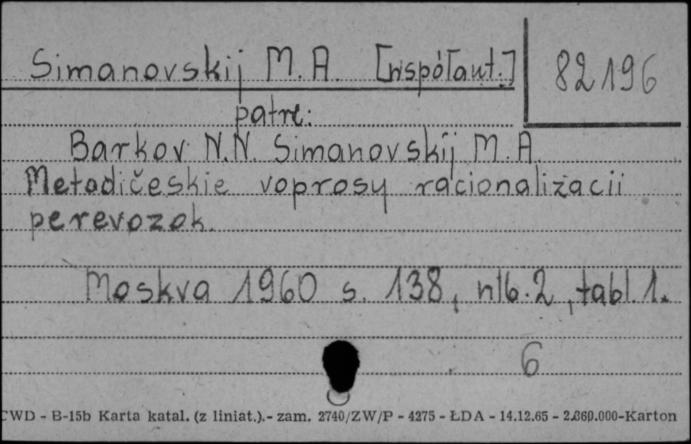 Simanovskij M. A. [współaut.]
82196
patrz:
Barkov N.N. Simanovskij M. A
Metodičeskie voprosy racionalizacii
perevozok.
Moskva 1960 s. 138, nlb. 2, tabl. 1.
6
CWD - B-15b Karta katal. (z liniat.).- zam. 2740/ZW/P - 4275 - ŁDA - 14.12.65 - 2.860.000-Karton